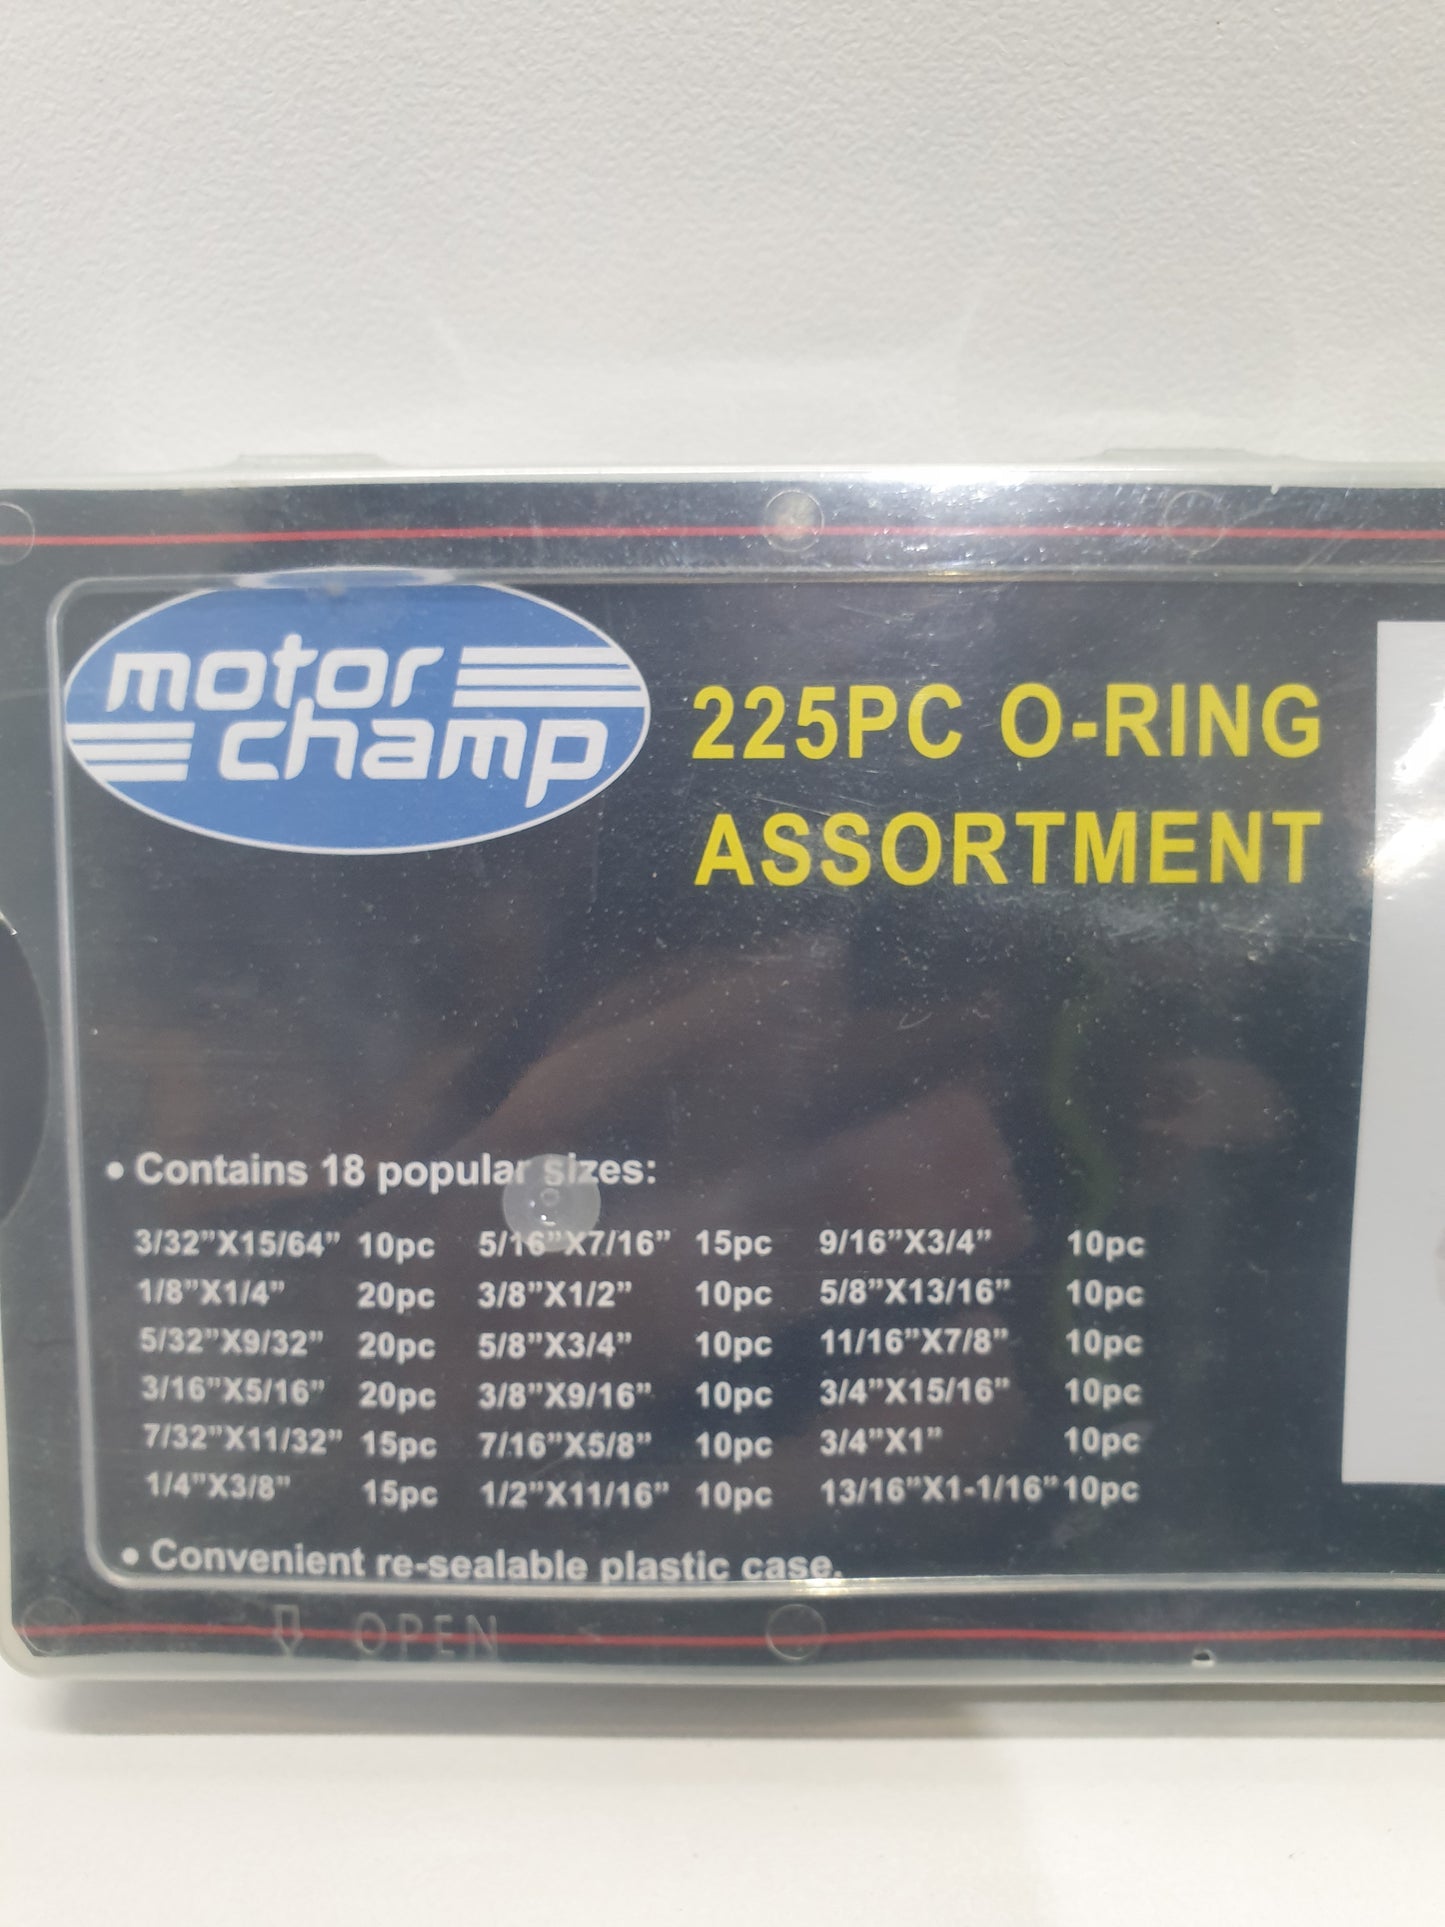 motor
champ
225PC O-RING
ASSORTMENT
• Contains 18 popular sizes:
3/32”X15/64” 10pc 5/16”X7/16” 15pc 9/16”X3/4” 10pc
1/8”X1/4” 20pc 3/8”X1/2” 10pc 5/8”X13/16” 10pc
5/32”X9/32” 20pc 5/8”X3/4” 10pc 11/16”X7/8” 10pc
3/16”X5/16” 20pc 3/8”X9/16” 10pc 3/4”X15/16” 10pc
7/32”X11/32” 15pc 7/16”X5/8” 10pc 3/4”X1” 10pc
1/4”X3/8” 15pc 1/2”X11/16” 10pc 13/16”X1-1/16” 10pc
• Convenient re-sealable plastic case.
OPEN